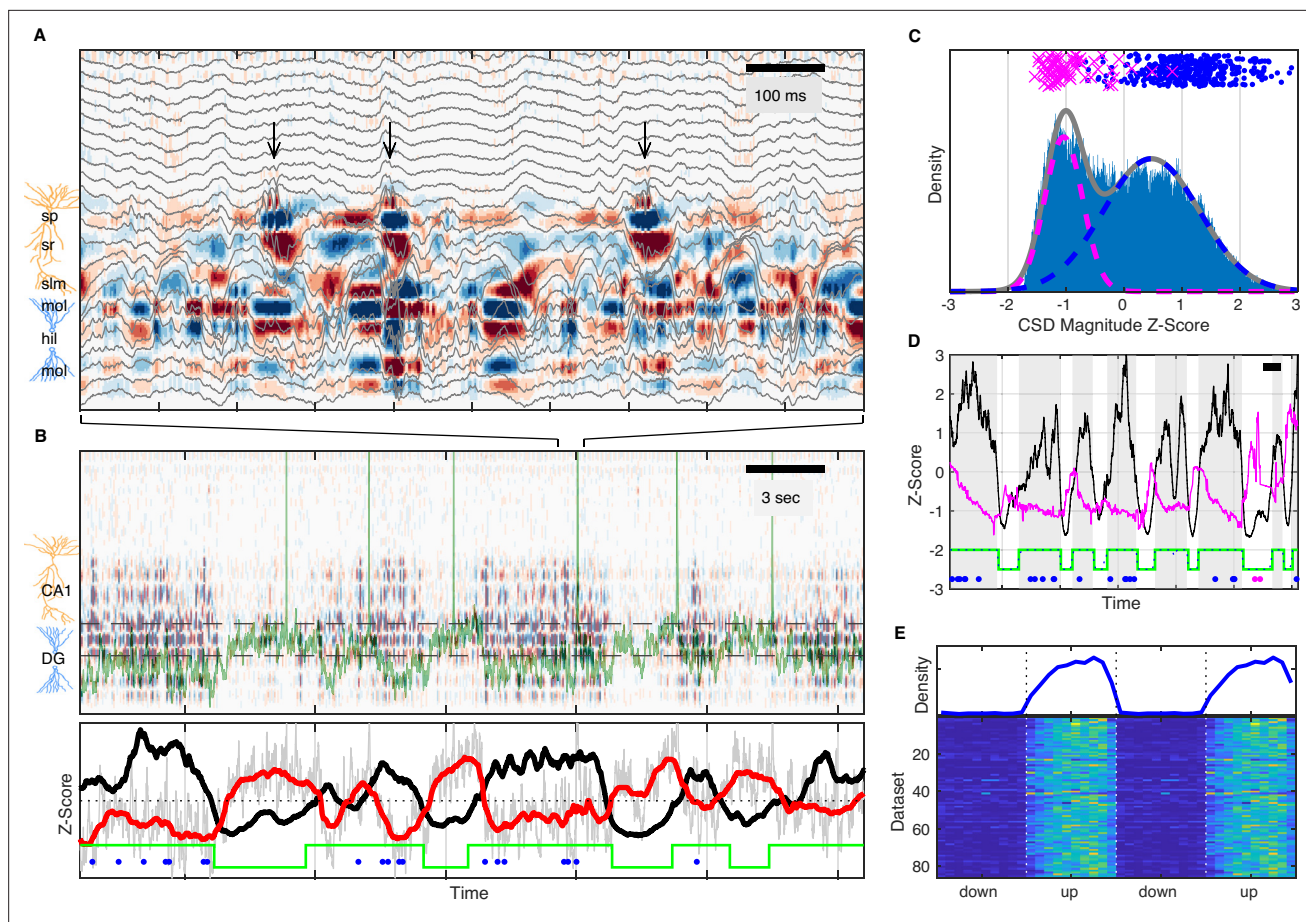 A
100 ms
sp
sr
slm
mol
hil
mol
B
3 sec
CA1
DG
Z-Score
Time
C
Density
-3 -2 -1 0 1 2 3
CSD Magnitude Z-Score
D
3
2
1
0
-1
-2
-3
Z-Score
Time
E
Density
20
40
60
80
Dataset
down up down up